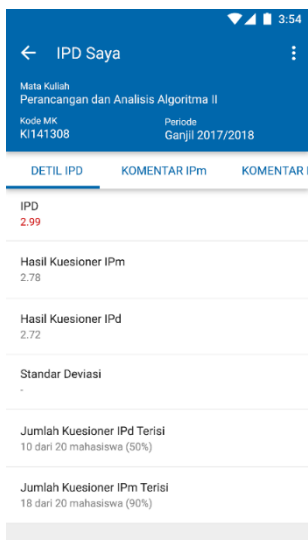 3:54
IPD Saya
Mata Kuliah
Perancangan dan Analisis Algoritma II
Kode MK
KI141308
Periode
Ganjil 2017/2018
DETIL IPD
KOMENTAR IPm
KOMENTAR
IPD
2.99
Hasil Kuesioner IPm
2.78
Hasil Kuesioner IPd
2.72
Standar Deviasi
-
Jumlah Kuesioner IPd Terisi
10 dari 20 mahasiswa (50%)
Jumlah Kuesioner IPm Terisi
18 dari 20 mahasiswa (90%)